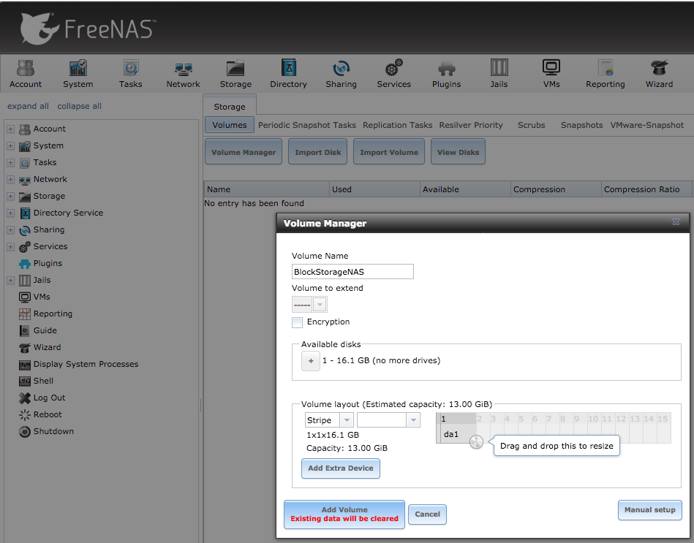 FreeNAS™
Account System Tasks Network Storage Directory Sharing Services Plugins Jails VMs Reporting Wizard
expand all collapse all
Account
System
Tasks
Network
Storage
Directory Service
Sharing
Services
Plugins
Jails
VMs
Reporting
Guide
Wizard
Display System Processes
Shell
Log Out
Reboot
Shutdown
Storage
Volumes Periodic Snapshot Tasks Replication Tasks Resilver Priority Scrubs Snapshots VMware-Snapshot
Volume Manager Import Disk Import Volume View Disks
Name Used Available Compression Compression Ratio
No entry has been found
Volume Manager
Volume Name
BlockStorageNAS
Volume to extend
-----
Encryption
Available disks
+ 1 - 16.1 GB (no more drives)
Volume layout (Estimated capacity: 13.00 GiB)
Stripe
1 2 3 4 5 6 7 8 9 10 11 12 13 14 15
da1
1x1x16.1 GB
Capacity: 13.00 GiB
Drag and drop this to resize
Add Extra Device
Add Volume
Existing data will be cleared
Cancel
Manual setup